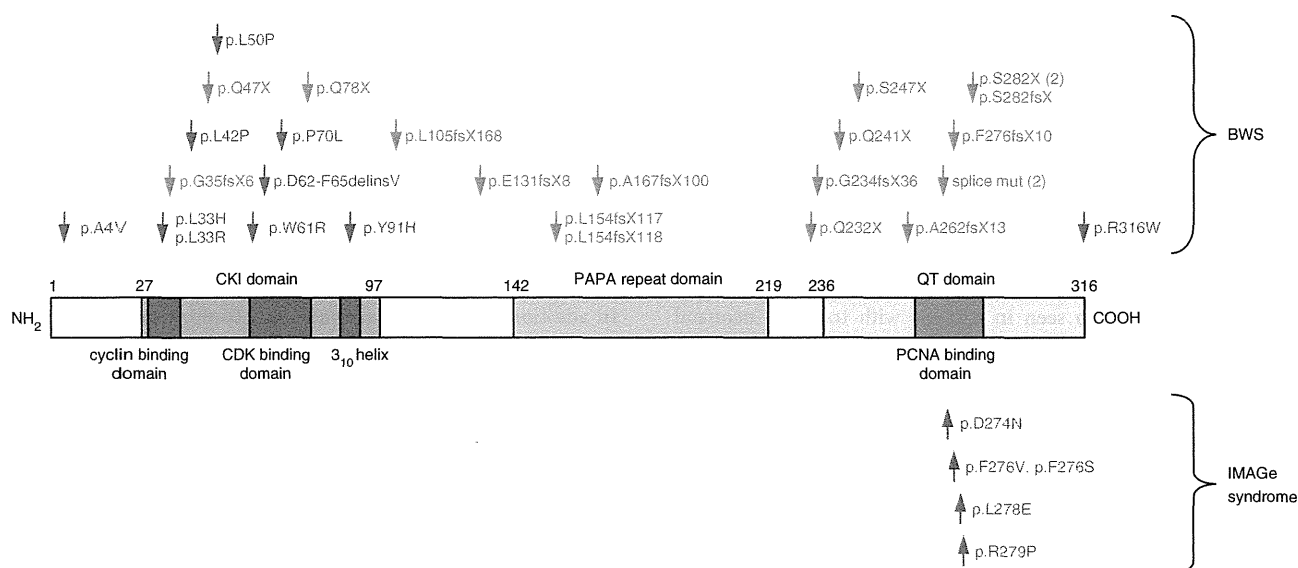 p.L50P
p.Q47X p.Q78X p.S247X p.S282X (2)
p.S282fsX
p.L42P p.P70L p.L105fsX168 p.Q241X p.F276fsX10 BWS
p.G35fsX6 p.D62-F65delinsV p.E131fsX8 p.A167X100 p.G234fsX36 splice mut (2)
p.A4V p.L33H p.W61R p.Y91H p.L154fsX117 p.Q232X p.A262fsX13 p.R316W
p.L33R p.L154fsX118
1 27 CKI domain 97 142 PAPA repeat domain 219 236 QT domain 316
NH2 COOH
cyclin binding CDK binding 310 helix PCNA binding
domain domain domain
p.D274N
p.F276V. p.F276S IMAGe
syndrome
p.L278E
p.R279P